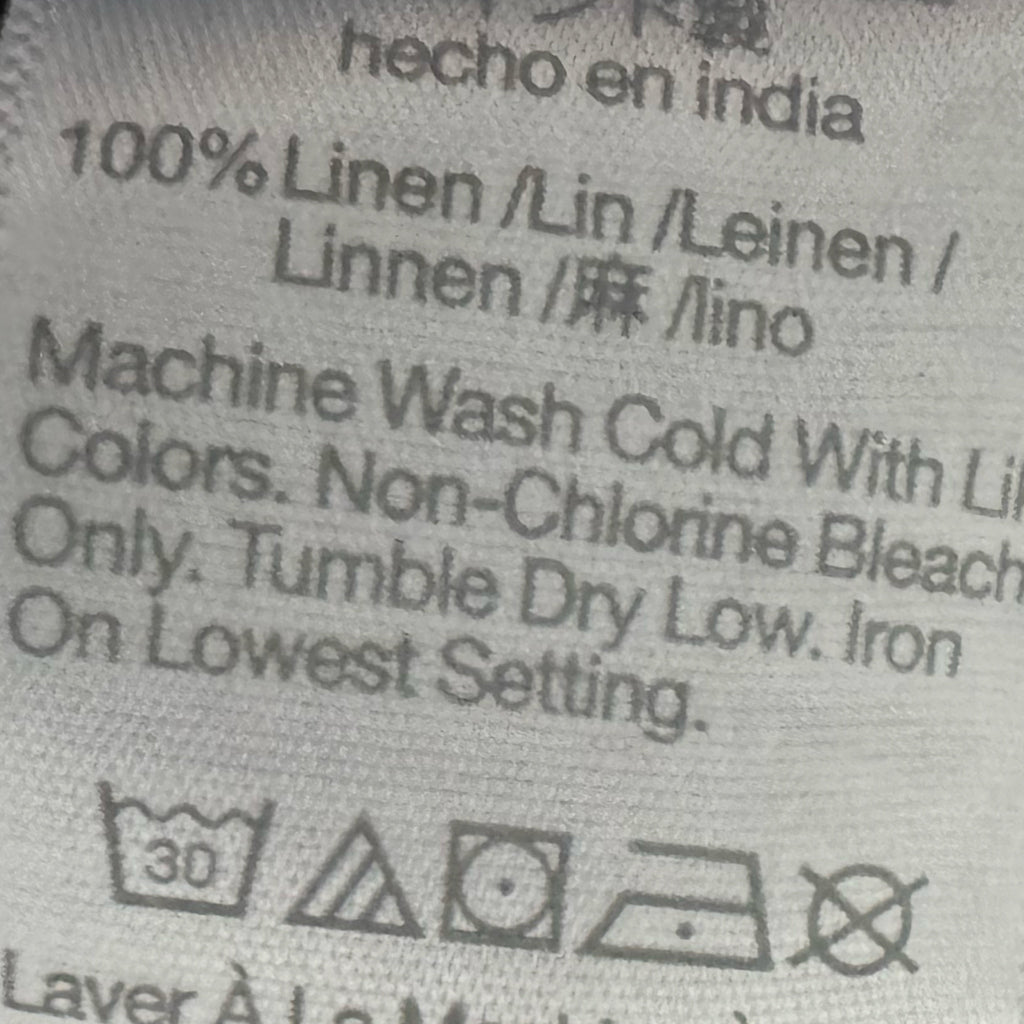 hecho en india
100% Linen /Lin /Leinen /
Linnen /麻 /lino
Machine Wash Cold With
Colors. Non-Chlorine Bleach
Only. Tumble Dry Low. Iron
On Lowest Setting.
30
Laver À La